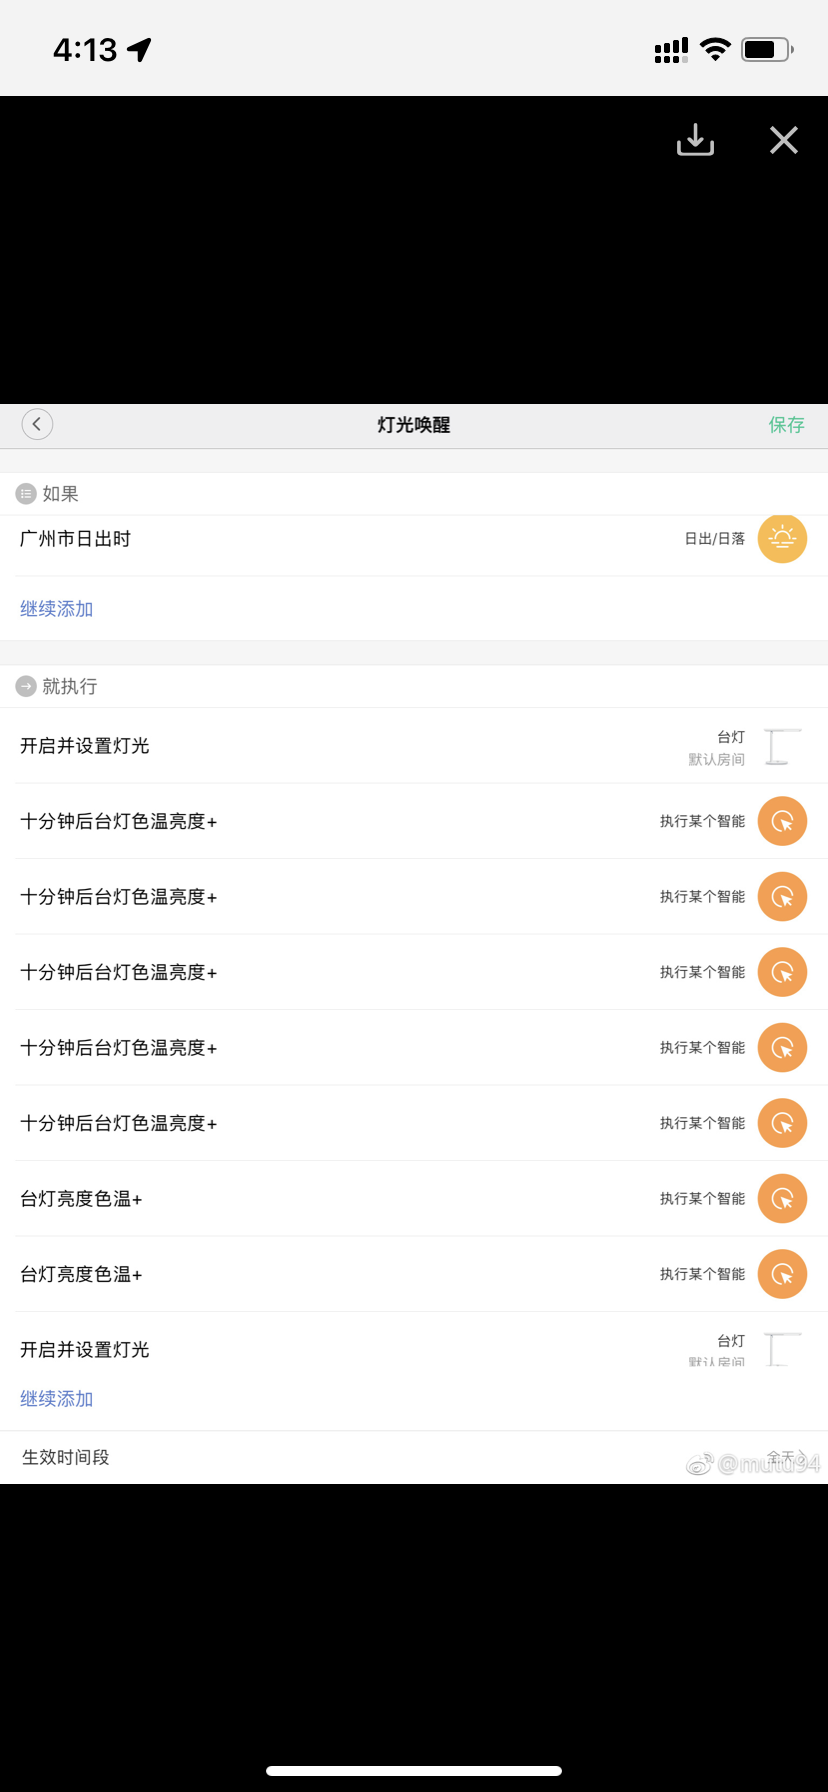 4:13
灯光唤醒
保存
如果
广州市日出时
日出/日落
继续添加
就执行
开启并设置灯光
台灯
默认房间
十分钟后台灯色温亮度+
执行某个智能
十分钟后台灯色温亮度+
执行某个智能
十分钟后台灯色温亮度+
执行某个智能
十分钟后台灯色温亮度+
执行某个智能
十分钟后台灯色温亮度+
执行某个智能
台灯亮度色温+
执行某个智能
台灯亮度色温+
执行某个智能
开启并设置灯光
台灯
默认房间
继续添加
生效时间段
全天
@mutu94